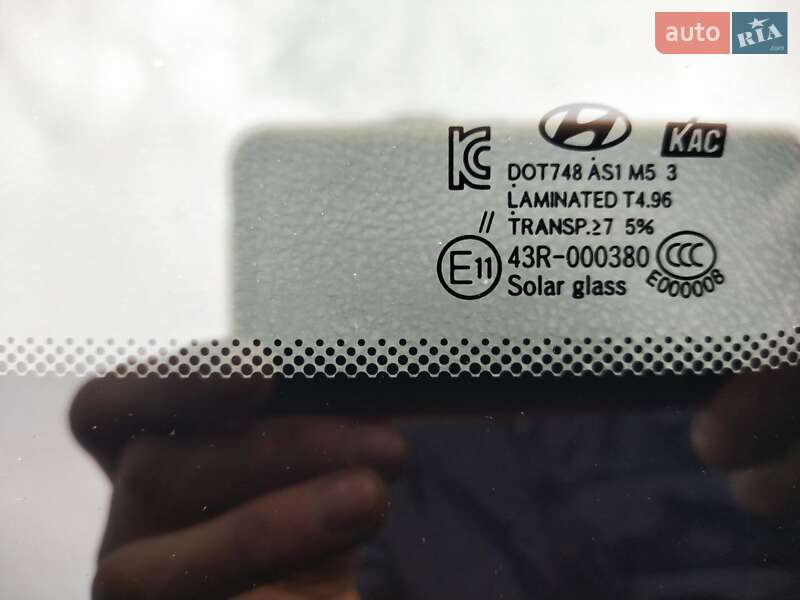 auto RIA.com
KAC
DOT748 AS1 M5 3
LAMINATED T4.96
// TRANSP.≥7 5%
E11 43R-000380 CCC
Solar glass E000008